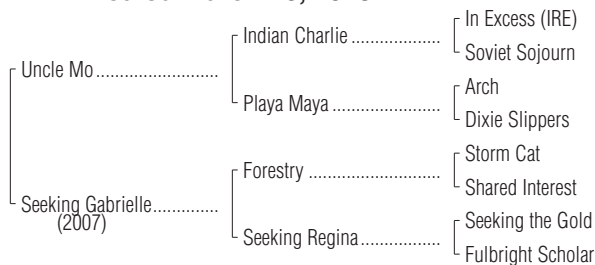 In Excess (IRE)
Indian Charlie
Soviet Sojourn
Uncle Mo
Arch
Playa Maya
Dixie Slippers
Storm Cat
Forestry
Shared Interest
Seeking Gabrielle
(2007)
Seeking the Gold
Seeking Regina
Fulbright Scholar